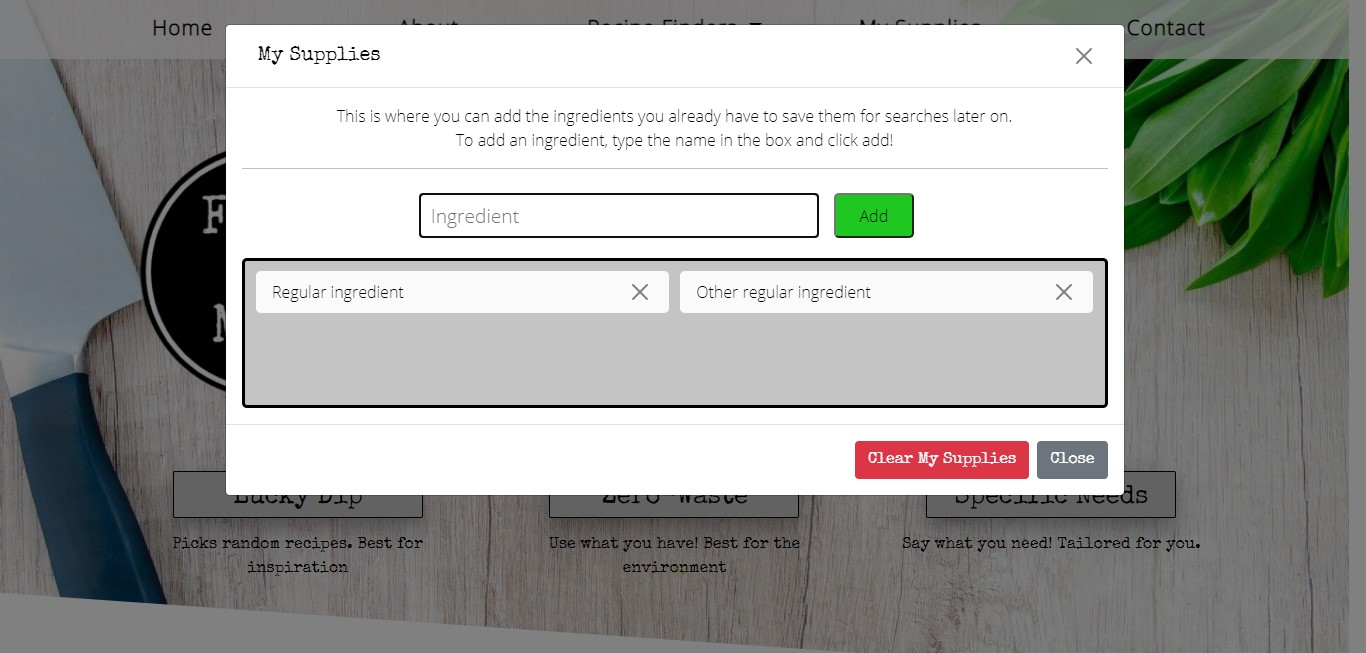 Home About Recipe Finders My Supplies Contact
My Supplies
This is where you can add the ingredients you already have to save them for searches later on.
To add an ingredient, type the name in the box and click add!
Ingredient Add
Regular ingredient Other regular ingredient
Clear My Supplies Close
Lucky Dip Zero-Waste Specific Needs
Picks random recipes. Best for Use what you have! Best for the Say what you need! Tailored for you.
inspiration environment